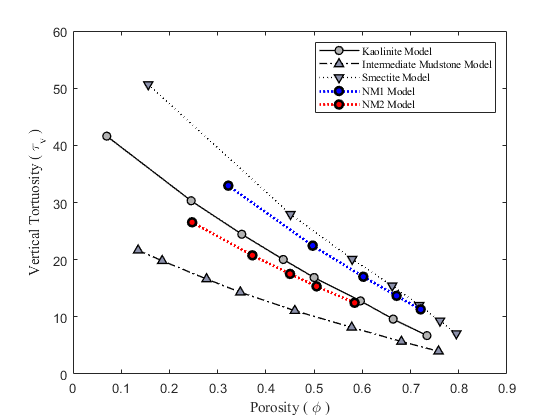 60
50
40
30
20
10
0
Vertical Tortuosity ( τv )
Kaolinite Model
Intermediate Mudstone Model
Smectite Model
NM1 Model
NM2 Model
0 0.1 0.2 0.3 0.4 0.5 0.6 0.7 0.8 0.9
Porosity ( ϕ )